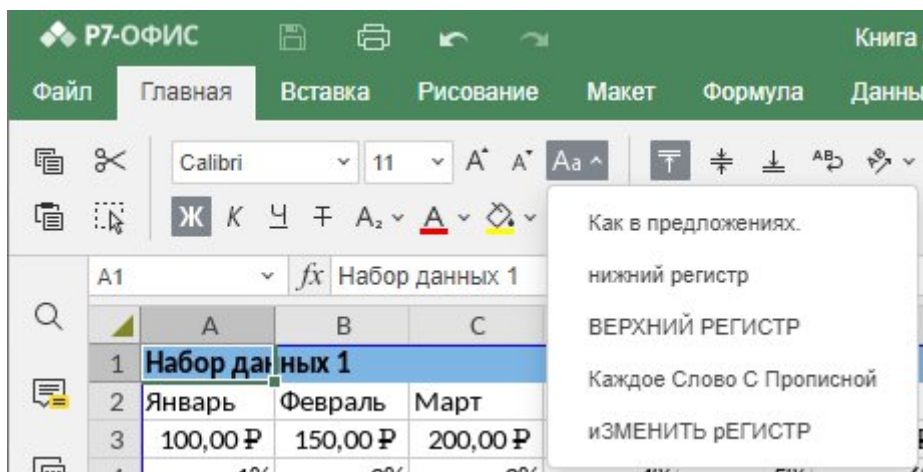 Р7-ОФИС Книга
Файл Главная Вставка Рисование Макет Формула Данны
Calibri 11 Aa
Ж К Ч Т A₂ А
Как в предложениях.
нижний регистр
ВЕРХНИЙ РЕГИСТР
Каждое Слово С Прописной
иЗМЕНИТЬ рЕГИСТР
A1 fx Набор данных 1
A B C
1 Набор данных 1
2 Январь Февраль Март
3 100,00 ₽ 150,00 ₽ 200,00 ₽